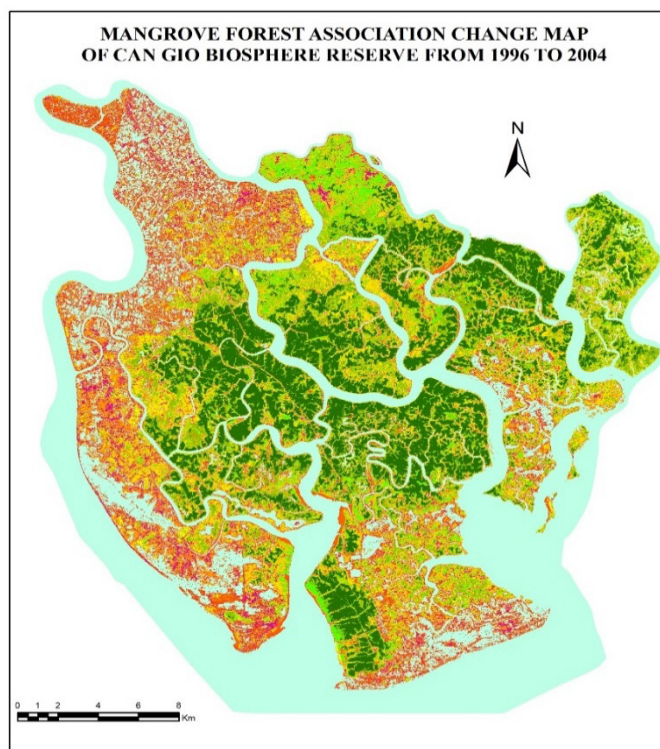 MANGROVE FOREST ASSOCIATION CHANGE MAP
OF CAN GIO BIOSPHERE RESERVE FROM 1996 TO 2004
N
0 1 2 4 6 8
Km